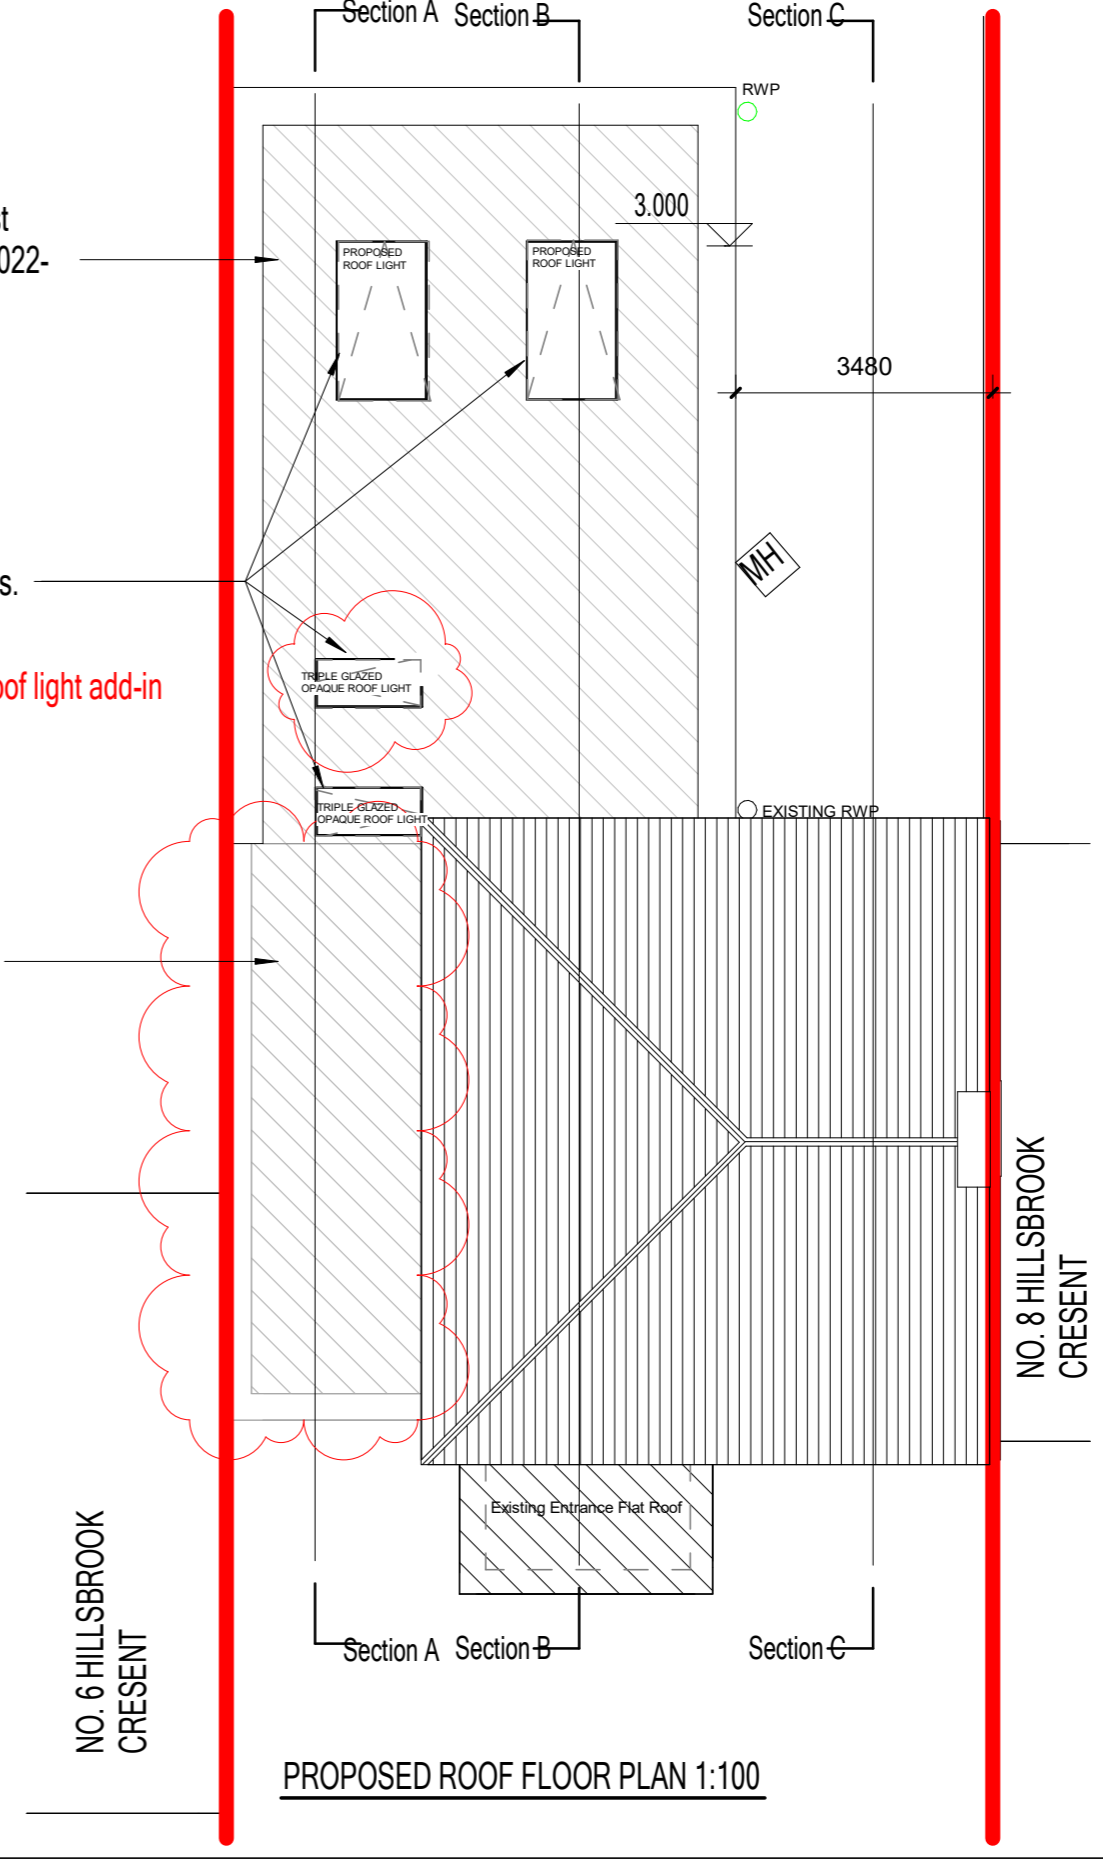 Section A
Section B
Section C
RWP
3.000
st
022-
PROPOSED
ROOF LIGHT
PROPOSED
ROOF LIGHT
3480
MH
s.
TRIPLE GLAZED
OPAQUE ROOF LIGHT
oof light add-in
TRIPLE GLAZED
OPAQUE ROOF LIGHT
EXISTING RWP
NO. 8 HILLSBROOK
CRESENT
Existing Entrance Flat Roof
NO. 6 HILLSBROOK
CRESENT
Section A
Section B
Section C
PROPOSED ROOF FLOOR PLAN 1:100